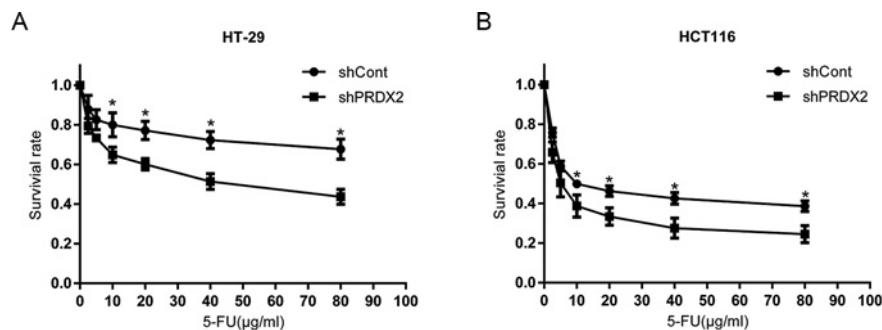 A
HT-29
shCont
shPRDX2
Survivial rate
1.0
0.8
0.6
0.4
0.2
0.0
* * * *
0 10 20 30 40 50 60 70 80 90 100
5-FU(μg/ml)
B
HCT116
shCont
shPRDX2
Survivial rate
1.0
0.8
0.6
0.4
0.2
0.0
* * * *
0 10 20 30 40 50 60 70 80 90 100
5-FU(μg/ml)